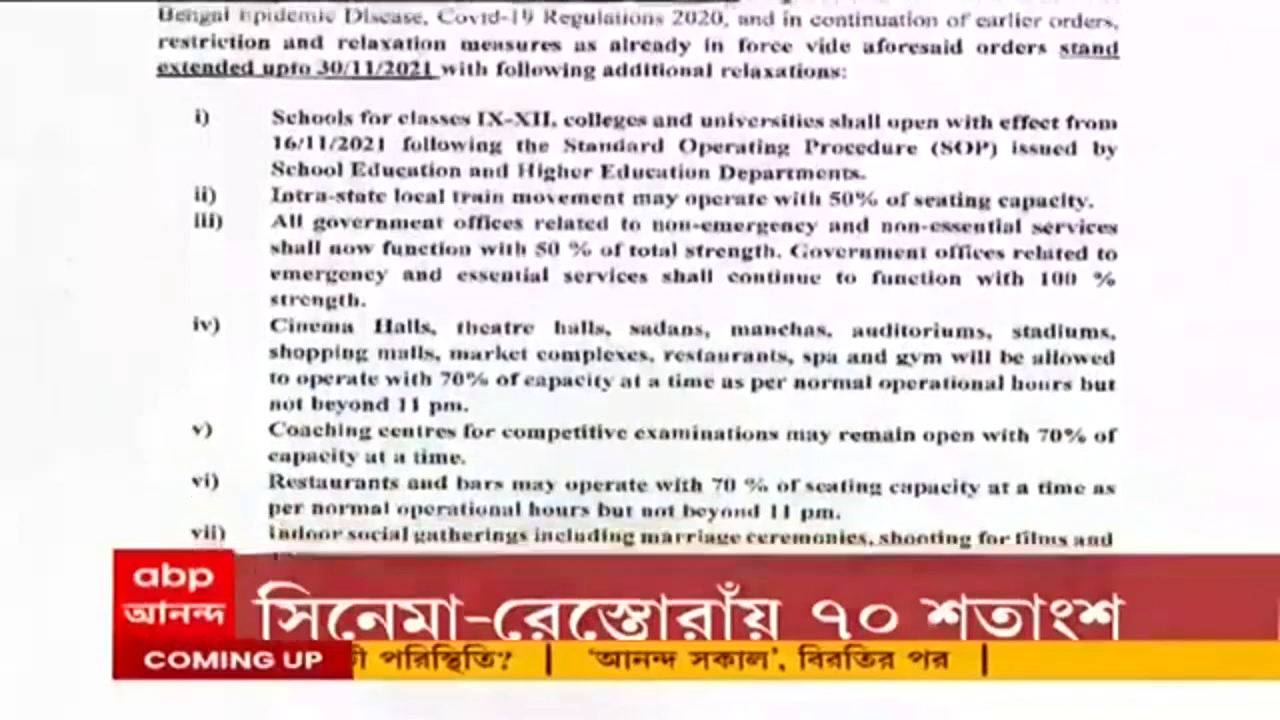 Bengal Epidemic Disease, Covid-19 Regulations 2020, and in continuation of earlier orders,
restriction and relaxation measures as already in force vide aforesaid orders stand
extended upto 30/11/2021 with following additional relaxations:
i) Schools for classes IX-XII, colleges and universities shall open with effect from
16/11/2021 following the Standard Operating Procedure (SOP) issued by
School Education and Higher Education Departments.
ii) Intra-state local train movement may operate with 50% of seating capacity.
iii) All government offices related to non-emergency and non-essential services
shall now function with 50 % of total strength. Government offices related to
emergency and essential services shall continue to function with 100 %
strength.
iv) Cinema Halls, theatre halls, sadans, manchas, auditoriums, stadiums,
shopping malls, market complexes, restaurants, spa and gym will be allowed
to operate with 70% of capacity at a time as per normal operational hours but
not beyond 11 pm.
v) Coaching centres for competitive examinations may remain open with 70% of
capacity at a time.
vi) Restaurants and bars may operate with 70 % of seating capacity at a time as
per normal operational hours but not beyond 11 pm.
vii) Indoor social gatherings including marriage ceremonies, shooting for films and
abp
আনন্দ
সিনেমা-রেস্তোরাঁয় ৭০ শতাংশ
COMING UP
পরিস্থিতি? | 'আনন্দ সকাল', বিরতির পর |